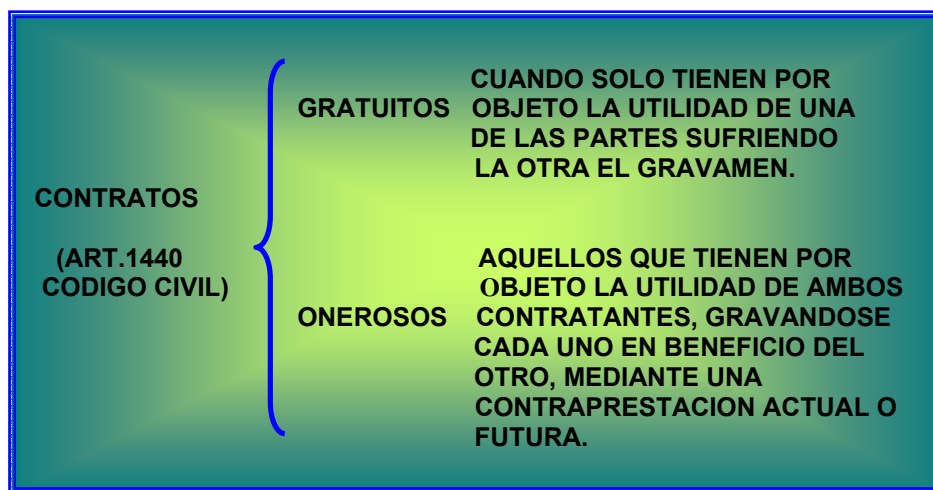 CONTRATOS
(ART.1440
CODIGO CIVIL)
GRATUITOS
CUANDO SOLO TIENEN POR
OBJETO LA UTILIDAD DE UNA
DE LAS PARTES SUFRIENDO
LA OTRA EL GRAVAMEN.
ONEROSOS
AQUELLOS QUE TIENEN POR
OBJETO LA UTILIDAD DE AMBOS
CONTRATANTES, GRAVANDOSE
CADA UNO EN BENEFICIO DEL
OTRO, MEDIANTE UNA
CONTRAPRESTACION ACTUAL O
FUTURA.